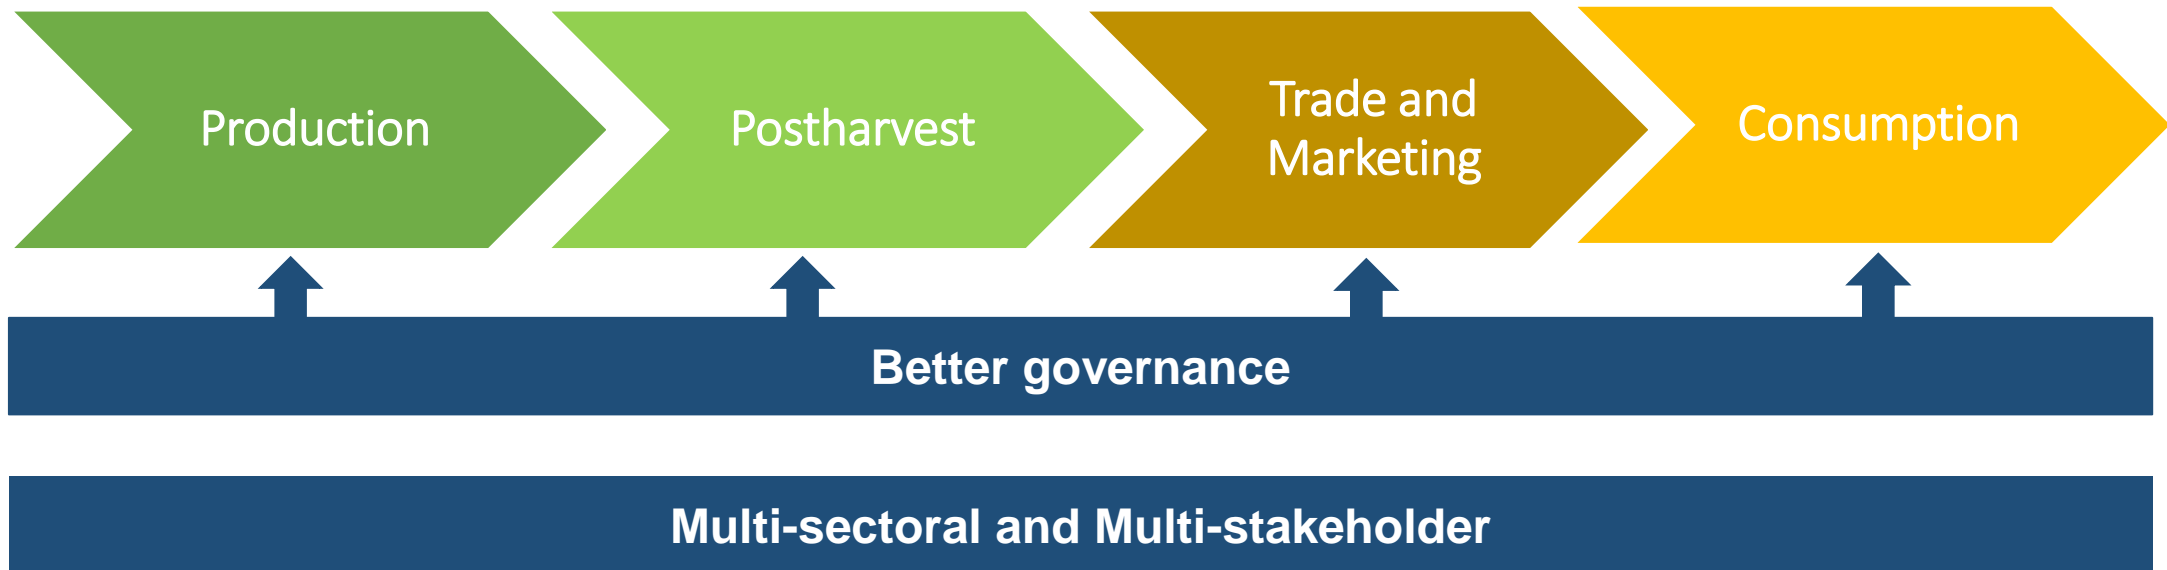 Production
Postharvest
Trade and
Marketing
Consumption
Better governance
Multi-sectoral and Multi-stakeholder